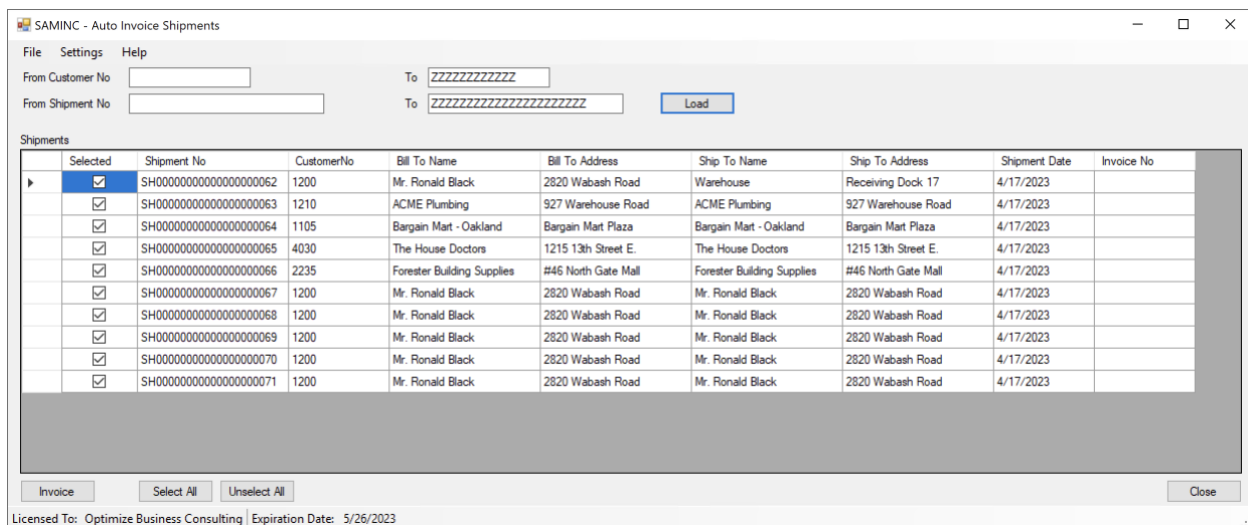 SAMINC - Auto Invoice Shipments
File Settings Help
From Customer No To ZZZZZZZZZZZZ
From Shipment No To ZZZZZZZZZZZZZZZZZZZZZZ Load
Shipments
Selected Shipment No CustomerNo Bill To Name Bill To Address Ship To Name Ship To Address Shipment Date Invoice No
SH00000000000000000062 1200 Mr. Ronald Black 2820 Wabash Road Warehouse Receiving Dock 17 4/17/2023
SH00000000000000000063 1210 ACME Plumbing 927 Warehouse Road ACME Plumbing 927 Warehouse Road 4/17/2023
SH00000000000000000064 1105 Bargain Mart - Oakland Bargain Mart Plaza Bargain Mart - Oakland Bargain Mart Plaza 4/17/2023
SH00000000000000000065 4030 The House Doctors 1215 13th Street E. The House Doctors 1215 13th Street E. 4/17/2023
SH00000000000000000066 2235 Forester Building Supplies #46 North Gate Mall Forester Building Supplies #46 North Gate Mall 4/17/2023
SH00000000000000000067 1200 Mr. Ronald Black 2820 Wabash Road Mr. Ronald Black 2820 Wabash Road 4/17/2023
SH00000000000000000068 1200 Mr. Ronald Black 2820 Wabash Road Mr. Ronald Black 2820 Wabash Road 4/17/2023
SH00000000000000000069 1200 Mr. Ronald Black 2820 Wabash Road Mr. Ronald Black 2820 Wabash Road 4/17/2023
SH00000000000000000070 1200 Mr. Ronald Black 2820 Wabash Road Mr. Ronald Black 2820 Wabash Road 4/17/2023
SH00000000000000000071 1200 Mr. Ronald Black 2820 Wabash Road Mr. Ronald Black 2820 Wabash Road 4/17/2023
Invoice Select All Unselect All Close
Licensed To: Optimize Business Consulting Expiration Date: 5/26/2023